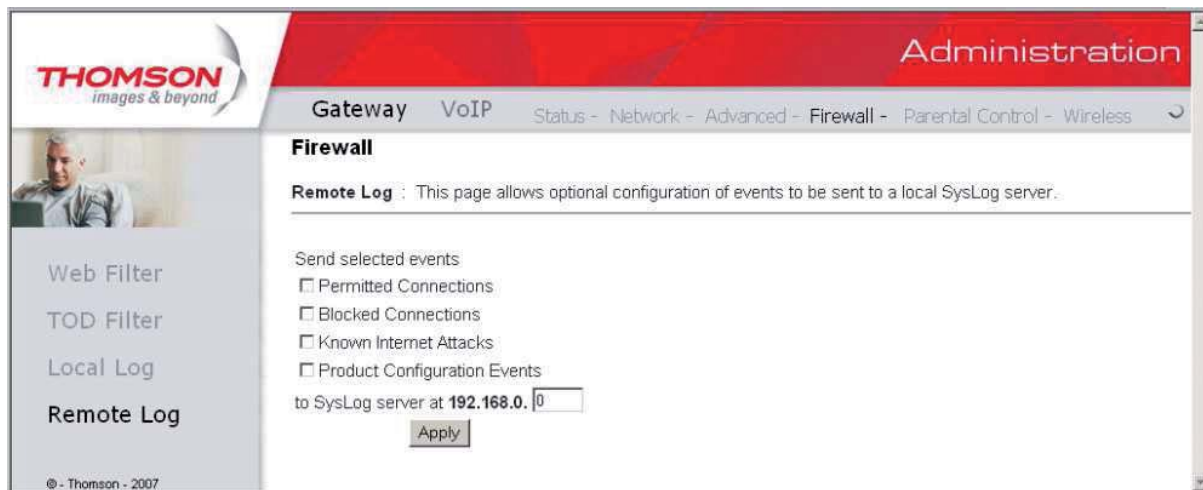 THOMSON
images & beyond
Administration
Gateway VoIP Status - Network - Advanced - Firewall - Parental Control - Wireless
Firewall
Remote Log : This page allows optional configuration of events to be sent to a local SysLog server.
Web Filter
TOD Filter
Local Log
Remote Log
© - Thomson - 2007
Send selected events
Permitted Connections
Blocked Connections
Known Internet Attacks
Product Configuration Events
to SysLog server at 192.168.0. 0
Apply